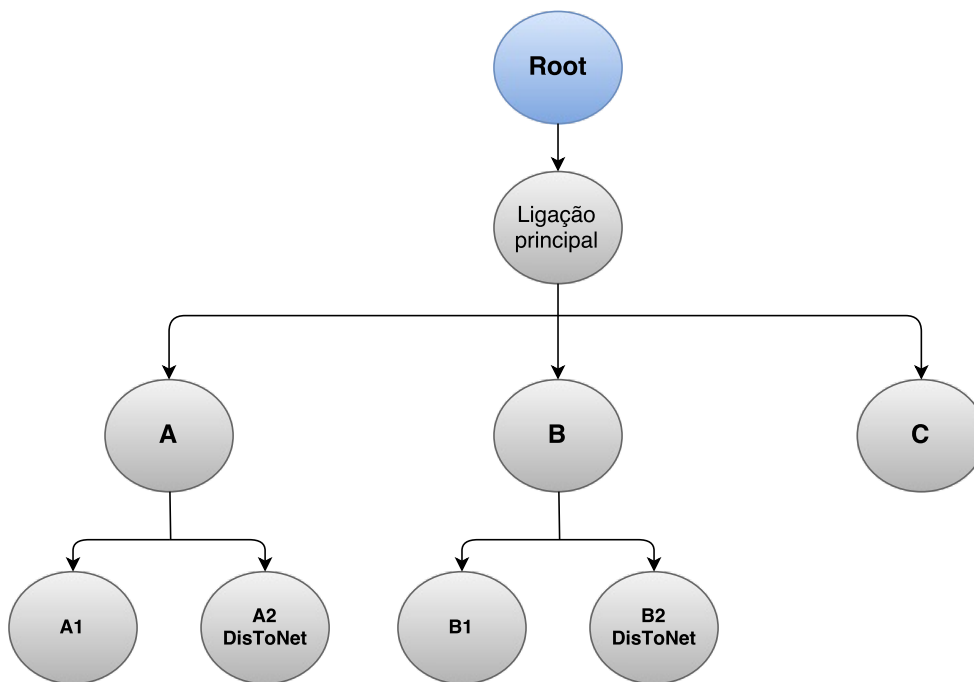 Root
Ligação
principal
A
B
C
A1
A2
DisToNet
B1
B2
DisToNet